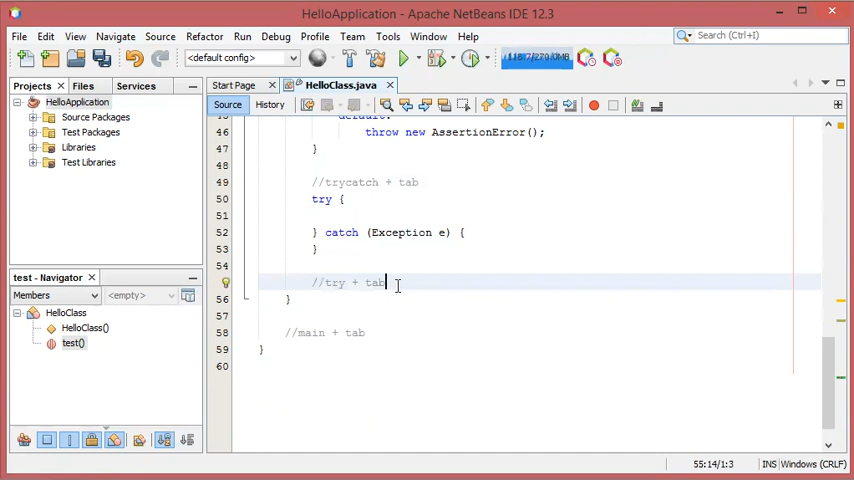 HelloApplication - Apache NetBeans IDE 12.3
File Edit View Navigate Source Refactor Run Debug Profile Team Tools Window Help
Search (Ctrl+I)
<default config>
Projects Files Services
HelloApplication
Source Packages
Test Packages
Libraries
Test Libraries
test - Navigator
Members <empty>
HelloClass
HelloClass()
test()
Start Page HelloClass.java
Source History
default:
46 throw new AssertionError();
47 }
48
49 //trycatch + tab
50 try {
51
52 } catch (Exception e) {
53 }
54
//try + tab
56 }
57
58 //main + tab
59 }
60
55:14/1:3 INS Windows (CRLF)